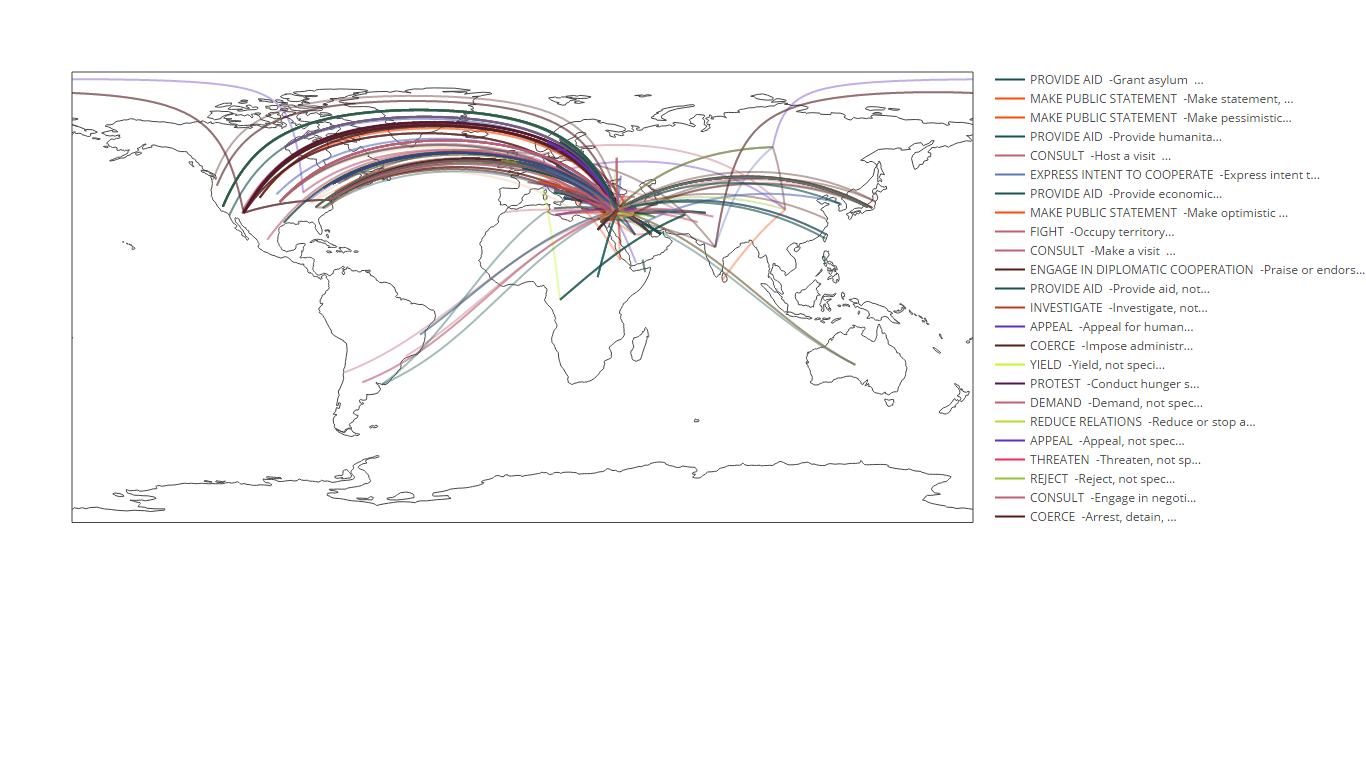 PROVIDE AID -Grant asylum ...
MAKE PUBLIC STATEMENT -Make statement, ...
MAKE PUBLIC STATEMENT -Make pessimistic...
PROVIDE AID -Provide humanita...
CONSULT -Host a visit ...
EXPRESS INTENT TO COOPERATE -Express intent t...
PROVIDE AID -Provide economic...
MAKE PUBLIC STATEMENT -Make optimistic ...
FIGHT -Occupy territory...
CONSULT -Make a visit ...
ENGAGE IN DIPLOMATIC COOPERATION -Praise or endors...
PROVIDE AID -Provide aid, not...
INVESTIGATE -Investigate, not...
APPEAL -Appeal for human...
COERCE -Impose administr...
YIELD -Yield, not speci...
PROTEST -Conduct hunger s...
DEMAND -Demand, not spec...
REDUCE RELATIONS -Reduce or stop a...
APPEAL -Appeal, not spec...
THREATEN -Threaten, not sp...
REJECT -Reject, not spec...
CONSULT -Engage in negoti...
COERCE -Arrest, detain, ...